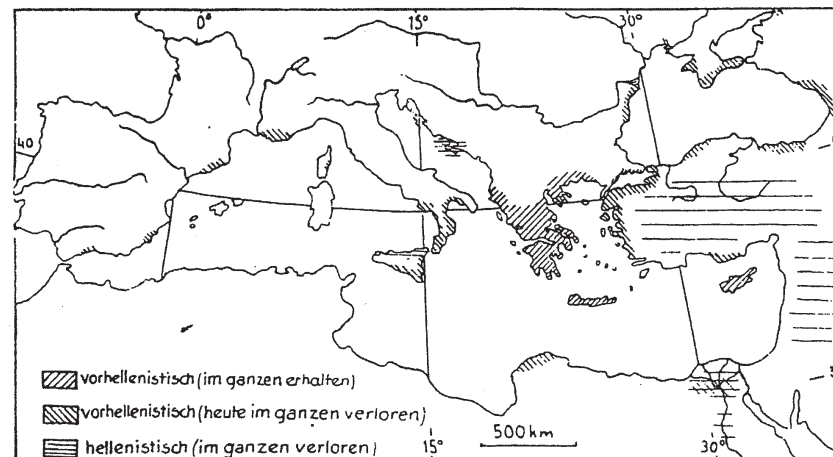 0° 15° 30°
40
vorhellenistisch (im ganzen erhalten)
vorhellenistisch (heute im ganzen verloren)
hellenistisch (im ganzen verloren)
15° 500 km 30°